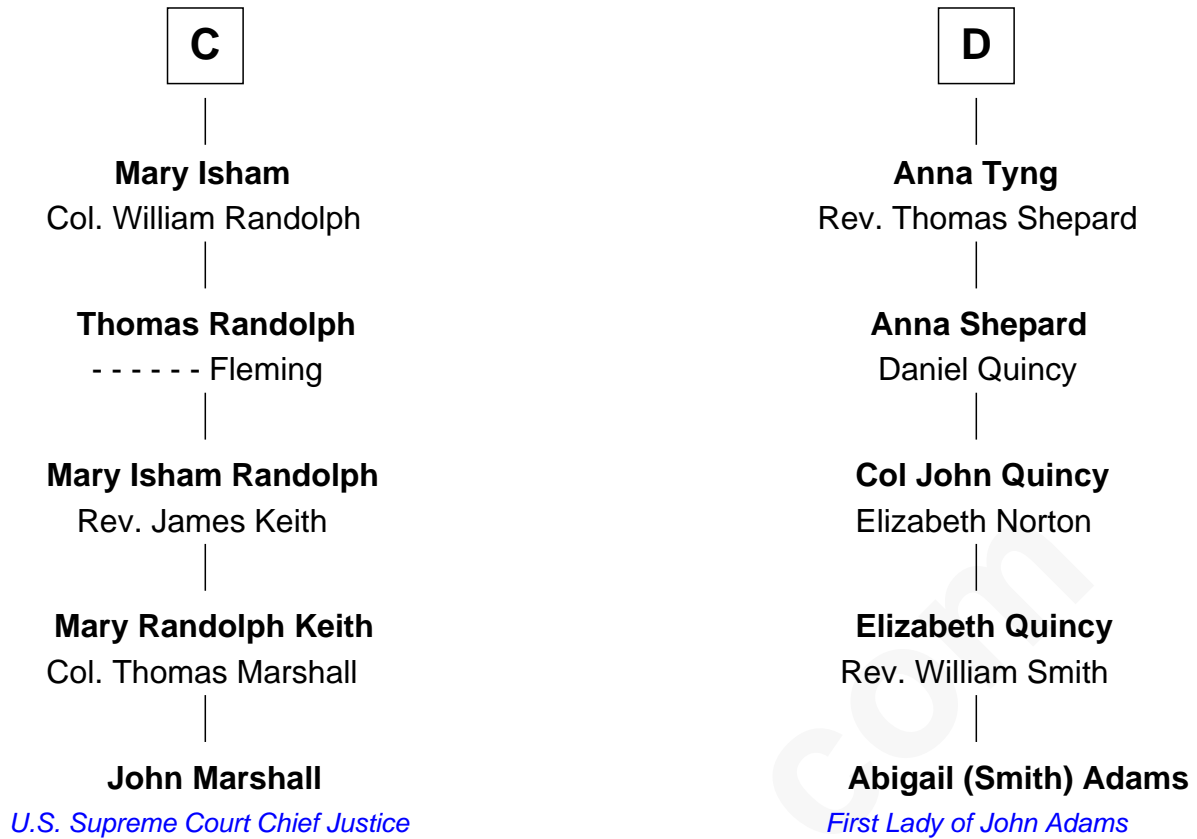 C
Mary Isham
Col. William Randolph
Thomas Randolph
- - - - - - Fleming
Mary Isham Randolph
Rev. James Keith
Mary Randolph Keith
Col. Thomas Marshall
John Marshall
U.S. Supreme Court Chief Justice
D
Anna Tyng
Rev. Thomas Shepard
Anna Shepard
Daniel Quincy
Col John Quincy
Elizabeth Norton
Elizabeth Quincy
Rev. William Smith
Abigail (Smith) Adams
First Lady of John Adams
com